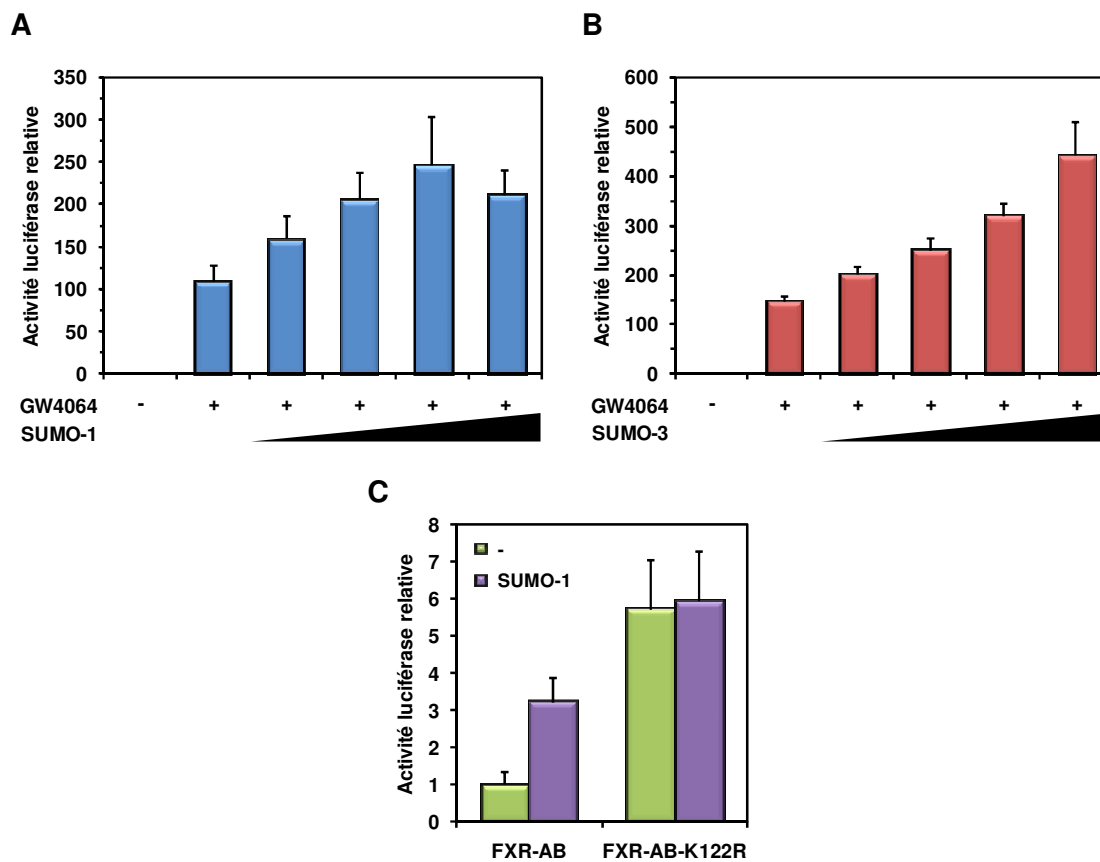 A
Activité luciférase relative
350
300
250
200
150
100
50
0
GW4064 - + + + + +
SUMO-1
B
Activité luciférase relative
600
500
400
300
200
100
0
GW4064 - + + + + +
SUMO-3
C
Activité luciférase relative
8
7
6
5
4
3
2
1
0
-
SUMO-1
FXR-AB FXR-AB-K122R